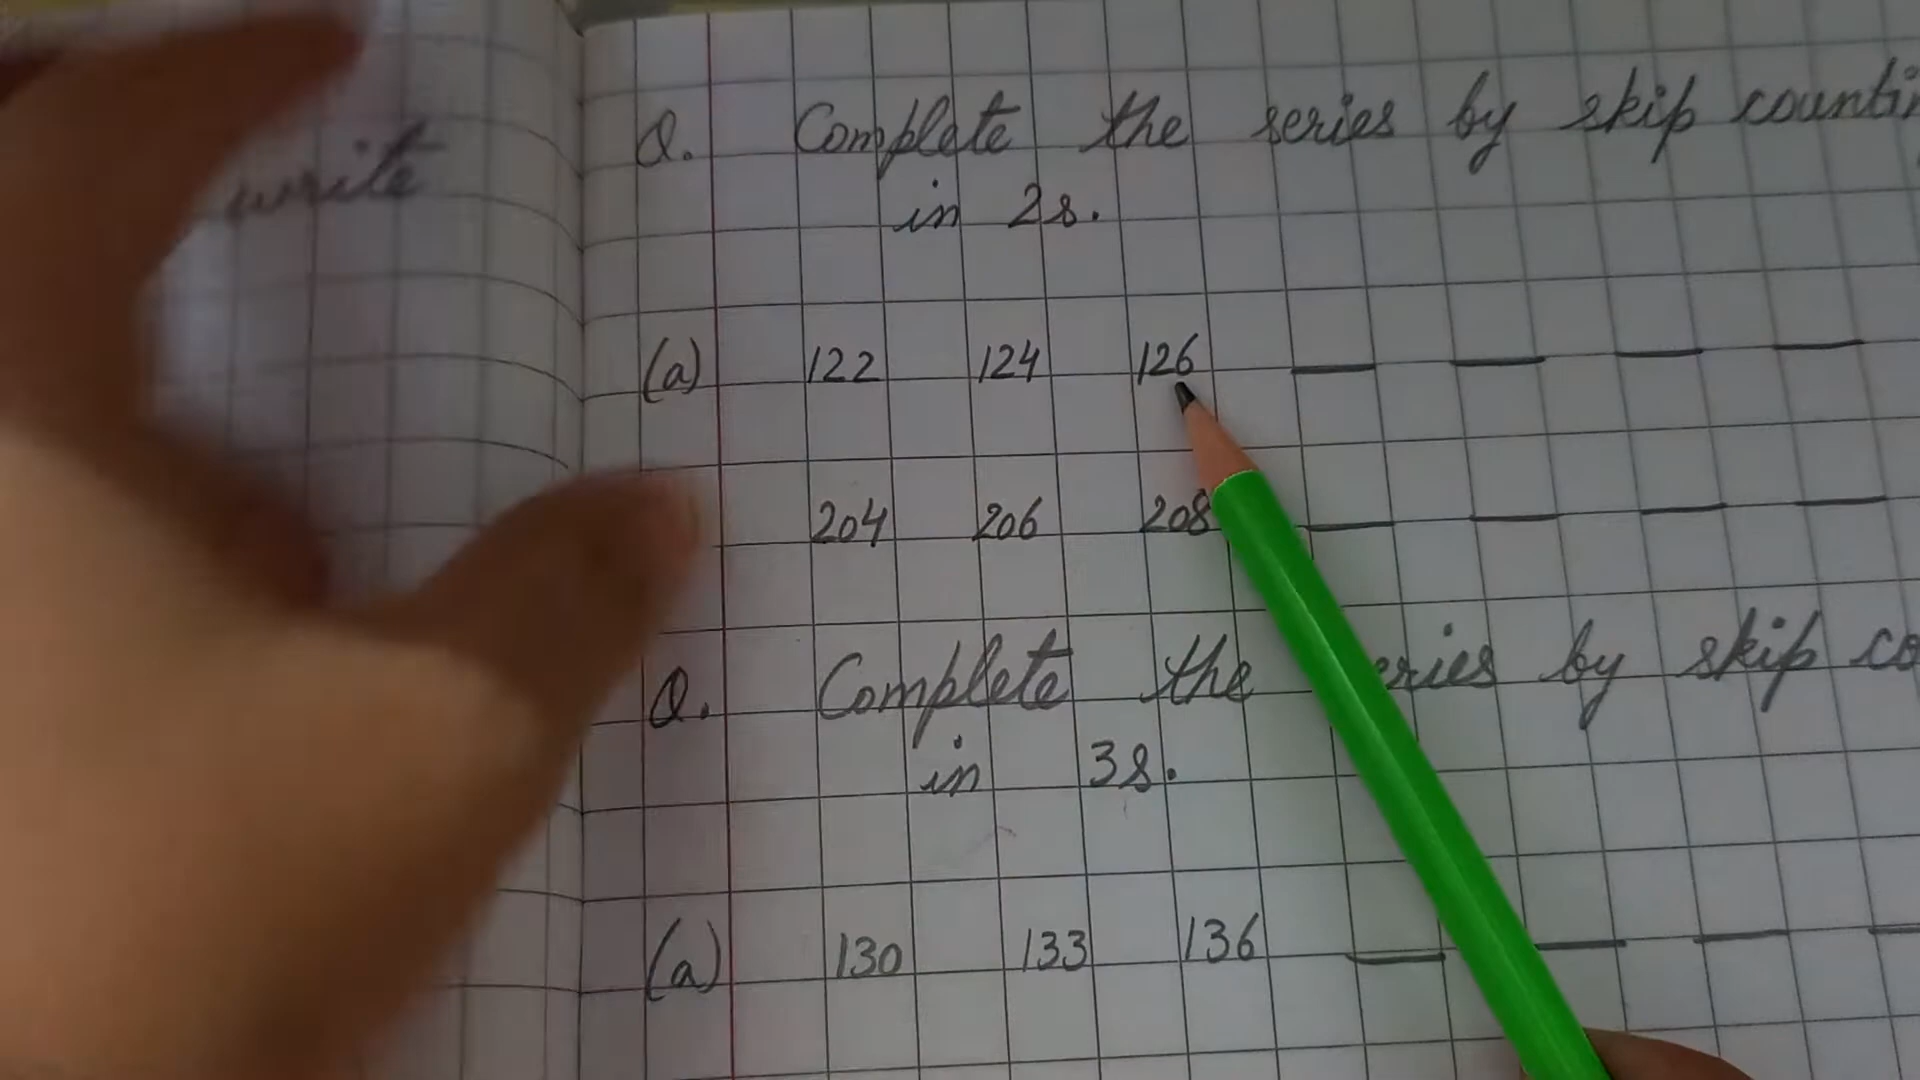 write
Q. Complete the series by skip counti
in 2s.
(a) 122 124 126
204 206 208
Q. Complete the eries by skip co
in 3s.
(a) 130 133 136